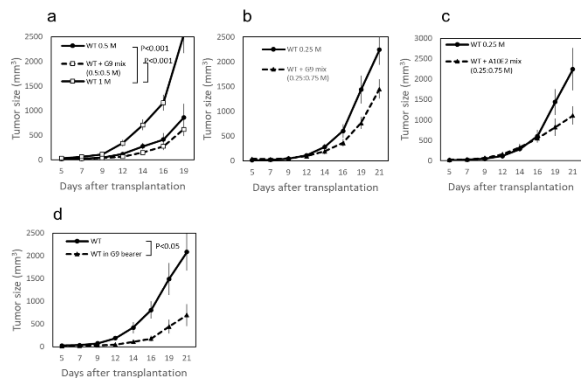 a
Tumor size (mm³)
2500
2000
1500
1000
500
0
WT 0.5 M
WT + G9 mix
(0.5:0.5 M)
WT 1 M
P<0.001
P<0.001
5 7 9 12 14 16 19
Days after transplantation
b
Tumor size (mm³)
2500
2000
1500
1000
500
0
WT 0.25 M
WT + G9 mix
(0.25:0.75 M)
5 7 9 12 14 16 19 21
Days after transplantation
c
Tumor size (mm³)
3000
2500
2000
1500
1000
500
0
WT 0.25 M
WT + A10F2 mix
(0.25:0.75 M)
5 7 9 12 14 16 19 21
Days after transplantation
d
Tumor size (mm³)
2500
2000
1500
1000
500
0
WT
WT in G9 bearer
P<0.05
5 7 9 12 14 16 19 21
Days after transplantation